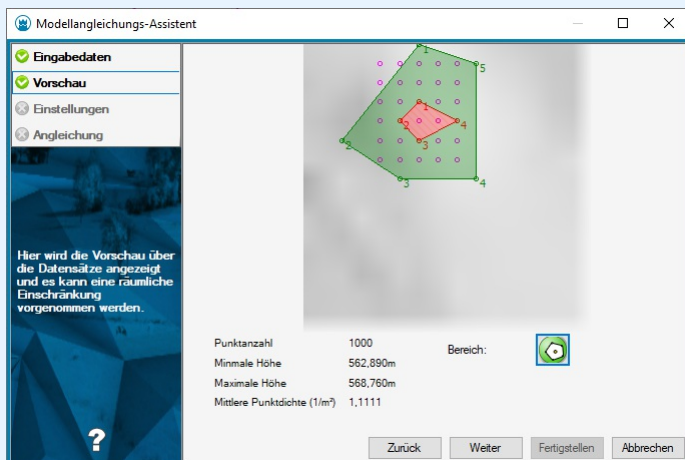 Modellangleichungs-Assistent
Eingabedaten
Vorschau
Einstellungen
Angleichung
Hier wird die Vorschau über
die Datensätze angezeigt
und es kann eine räumliche
Einschränkung
vorgenommen werden.
?
1
5
1
2
4
3
2
3
4
Punktanzahl 1000
Minmale Höhe 562,890m
Maximale Höhe 568,760m
Mittlere Punktdichte (1/m²) 1,1111
Bereich:
Zurück Weiter Fertigstellen Abbrechen